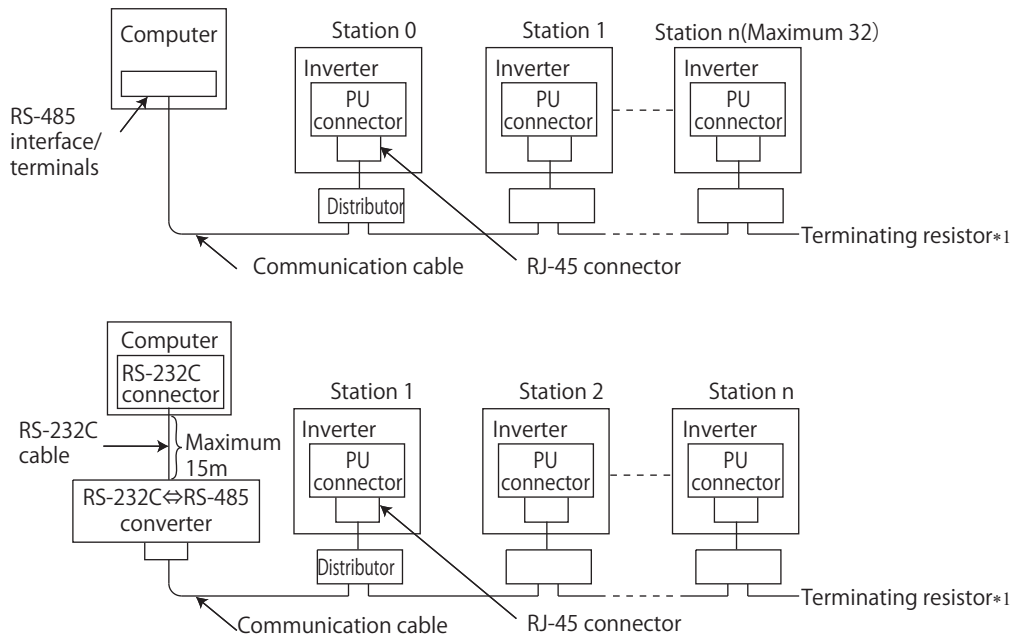 Computer
Station 0
Station 1
Station n(Maximum 32)
Inverter
Inverter
Inverter
PU
connector
PU
connector
PU
connector
RS-485
interface/
terminals
Distributor
Terminating resistor*1
Communication cable
RJ-45 connector
Computer
RS-232C
connector
Station 1
Station 2
Station n
RS-232C
cable
Maximum
15m
Inverter
Inverter
Inverter
PU
connector
PU
connector
PU
connector
RS-232C⇔RS-485
converter
Distributor
Terminating resistor*1
Communication cable
RJ-45 connector